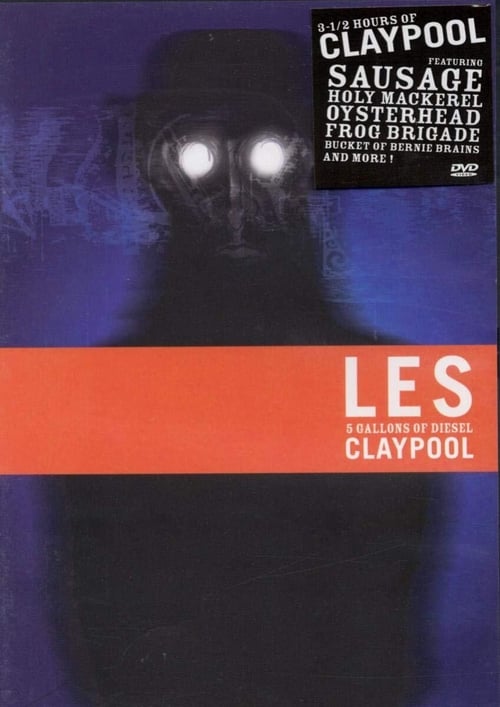 3-1/2 HOURS OF
CLAYPOOL
FEATURING
SAUSAGE
HOLY MACKEREL
OYSTERHEAD
FROG BRIGADE
BUCKET OF BERNIE BRAINS
AND MORE!
DVD
VIDEO
LES
5 GALLONS OF DIESEL
CLAYPOOL